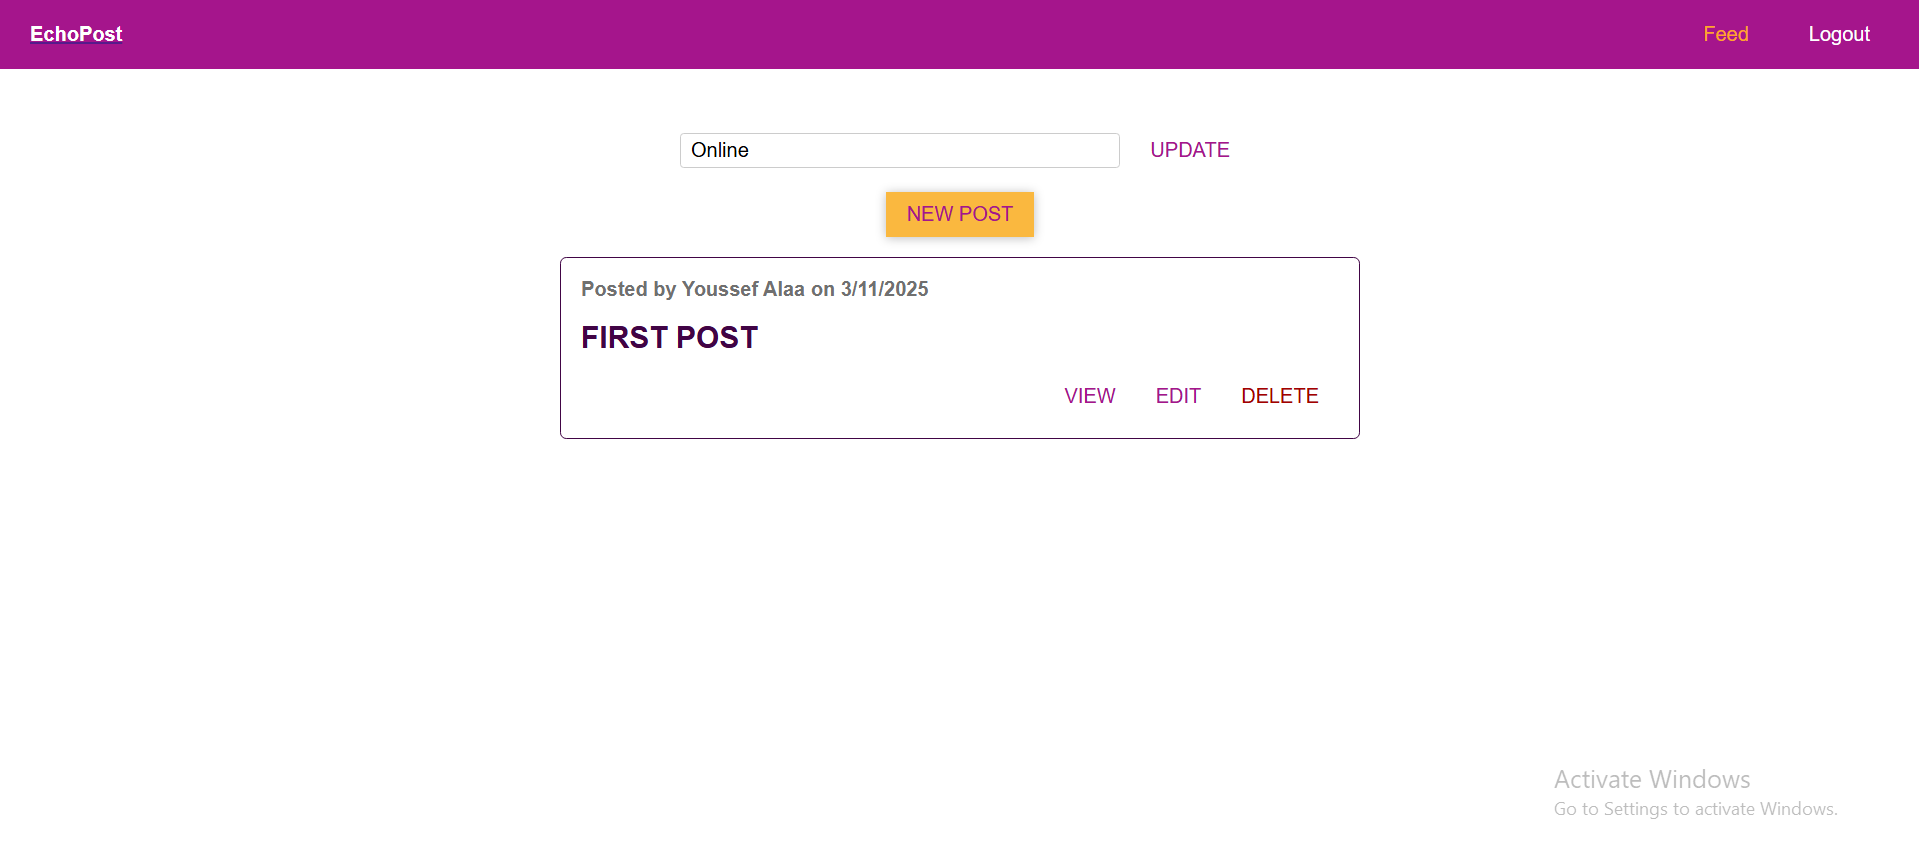 EchoPost Feed Logout
Online UPDATE
NEW POST
Posted by Youssef Alaa on 3/11/2025
FIRST POST
VIEW EDIT DELETE
Activate Windows
Go to Settings to activate Windows.